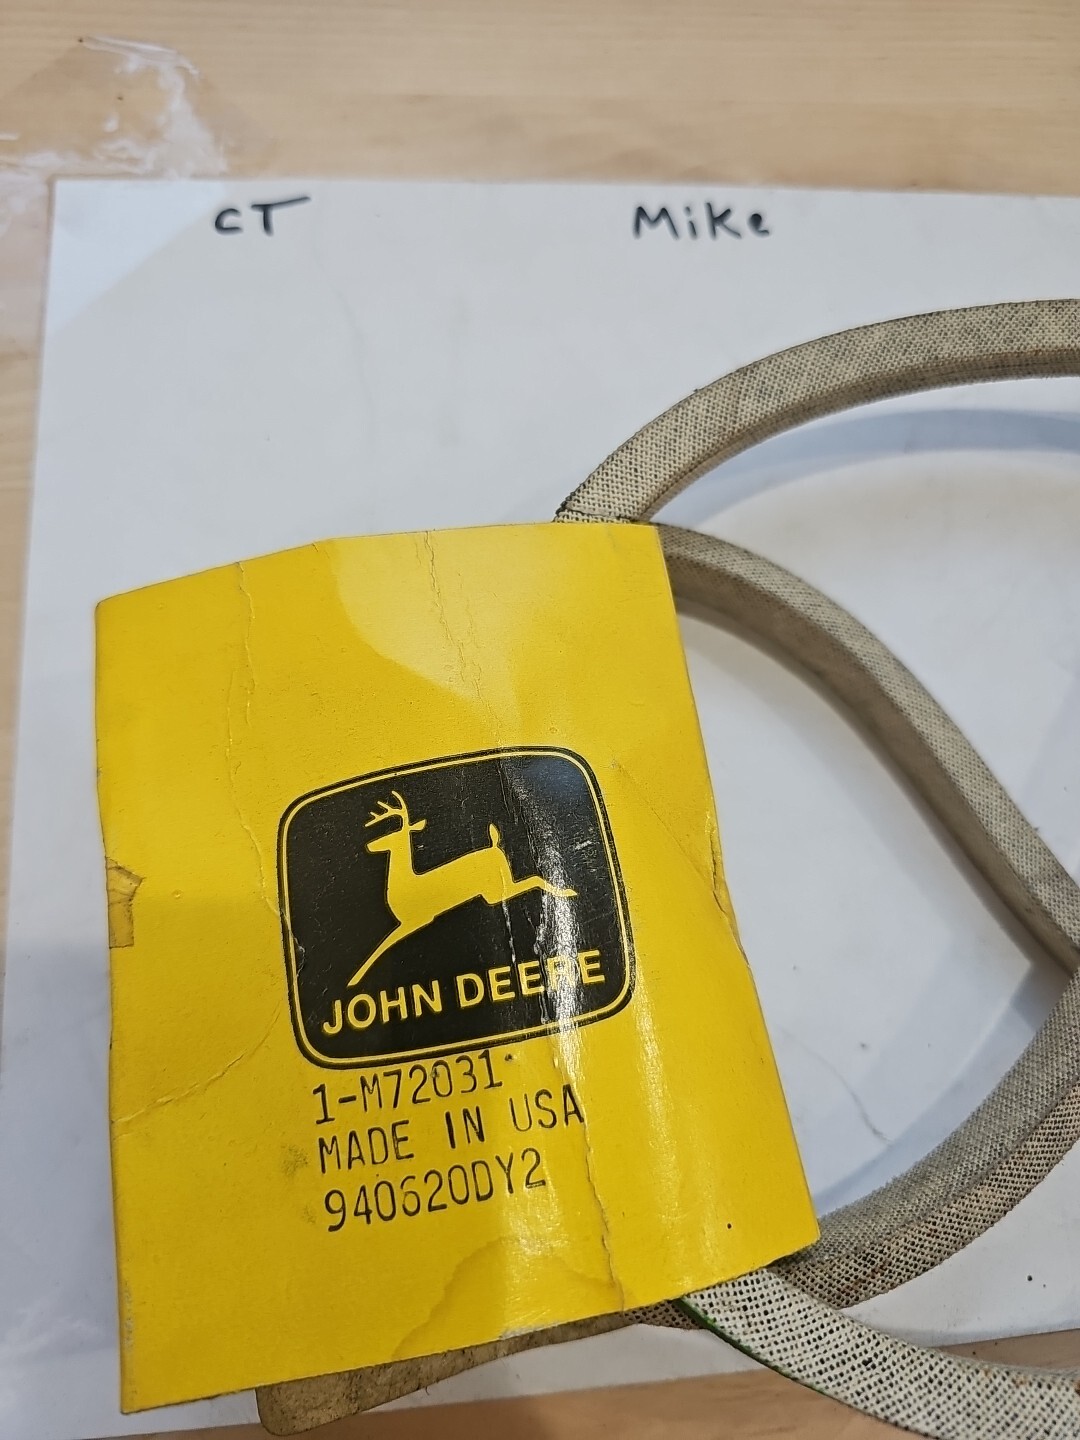 CT Mike
JOHN DEERE
1-M72031
MADE IN USA
940620DY2